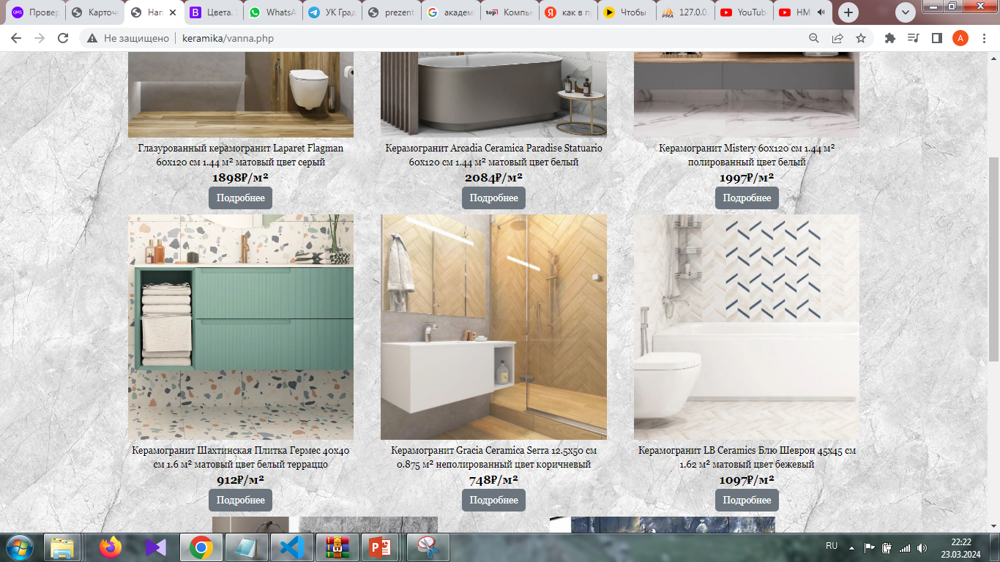 Провер
Карточк
Нап
Цвета.
WhatsA
УК Град
prezent
академ
Компьн
как в п
Чтобы
127.0.0
YouTub
НМ
Не защищено
keramika/vanna.php
A
Глазурованный керамогранит Laparet Flagman
60x120 см 1.44 м² матовый цвет серый
1898₽/м²
Подробнее
Керамогранит Arcadia Ceramica Paradise Statuario
60x120 см 1.44 м² матовый цвет белый
2084₽/м²
Подробнее
Керамогранит Mistery 60x120 см 1.44 м²
полированный цвет белый
1997₽/м²
Подробнее
Керамогранит Шахтинская Плитка Гермес 40x40
см 1.6 м² матовый цвет белый терраццо
912₽/м²
Подробнее
Керамогранит Gracia Ceramica Serra 12.5x50 см
0.875 м² неполированный цвет коричневый
748₽/м²
Подробнее
Керамогранит LB Ceramics Блю Шеврон 45x45 см
1.62 м² матовый цвет бежевый
1097₽/м²
Подробнее
RU
22:22
23.03.2024